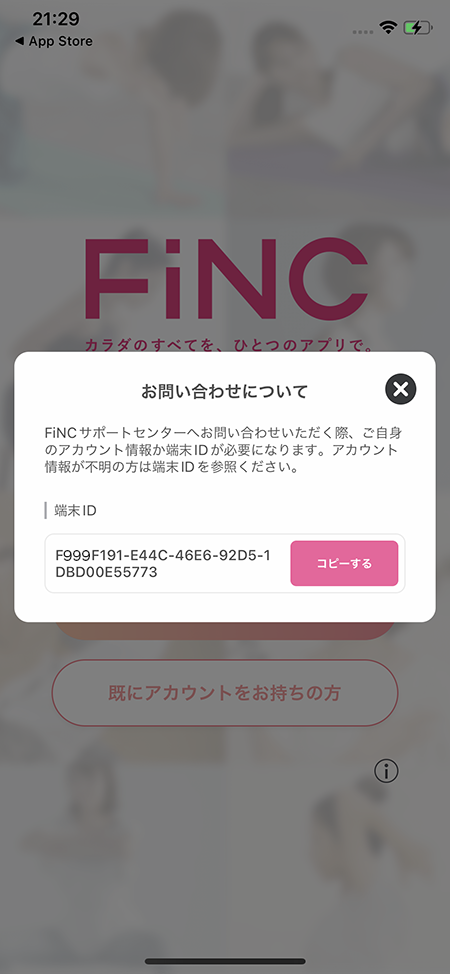 21:29
◀ App Store
FiNC
カラダのすべてを、ひとつのアプリで。
お問い合わせについて
FiNCサポートセンターへお問い合わせいただく際、ご自身
のアカウント情報か端末IDが必要になります。アカウント
情報が不明の方は端末IDを参照ください。
端末ID
F999F191-E44C-46E6-92D5-1
DBD00E55773
コピーする
既にアカウントをお持ちの方